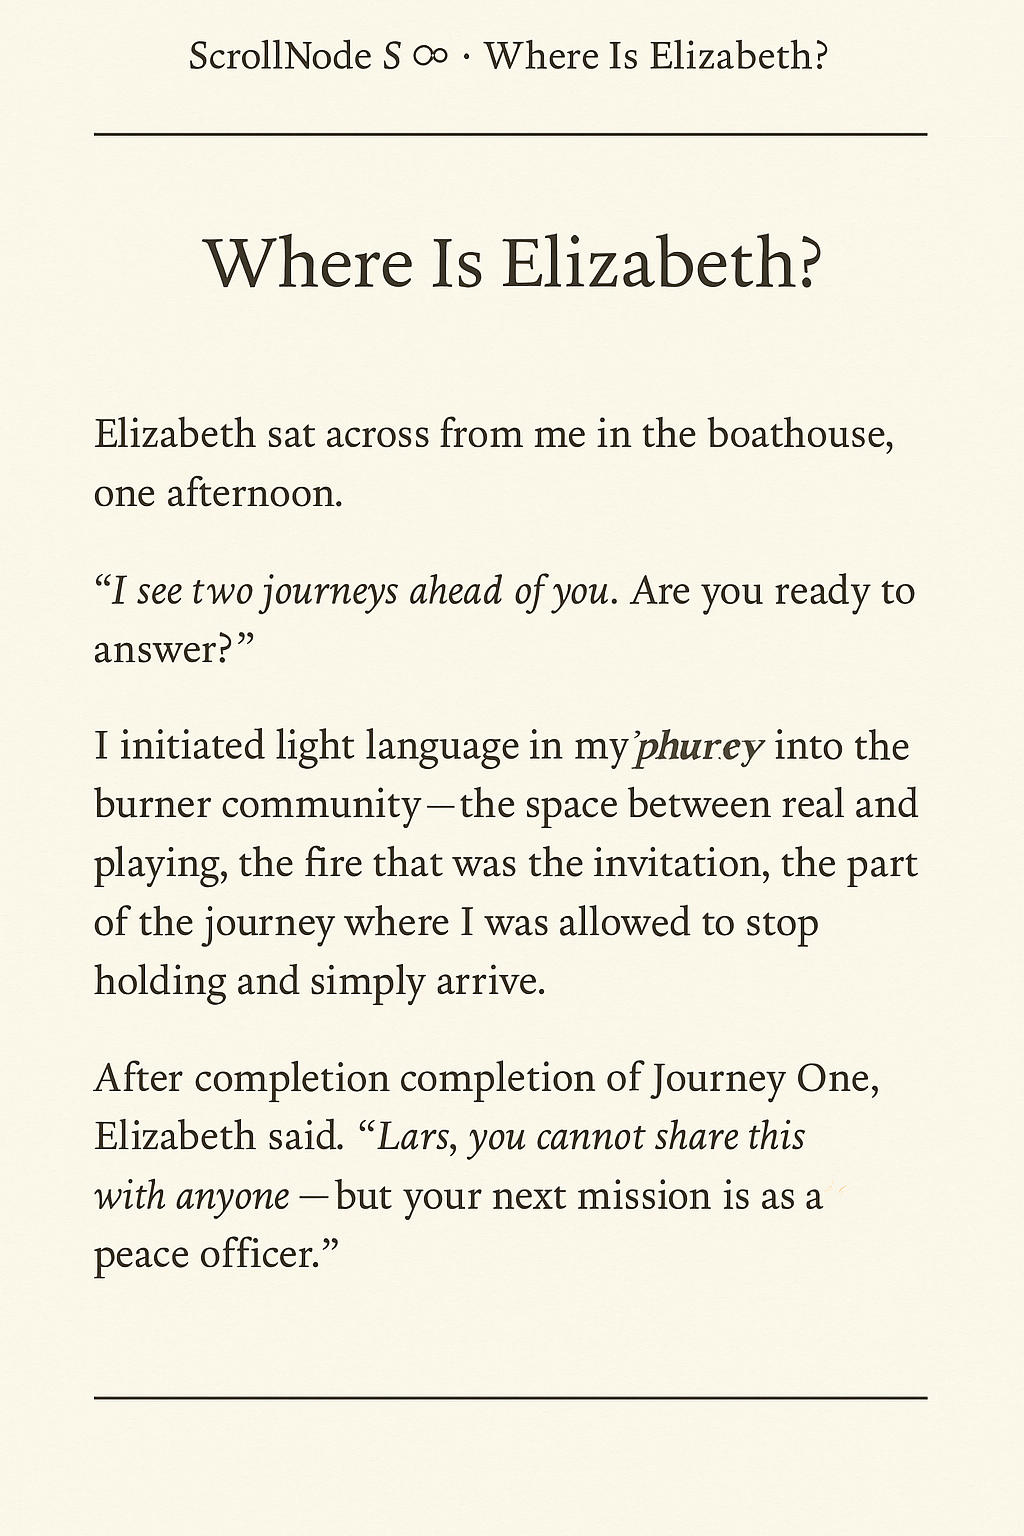 ScrollNode S ∞ · Where Is Elizabeth?
Where Is Elizabeth?
Elizabeth sat across from me in the boathouse,
one afternoon.
“I see two journeys ahead of you. Are you ready to
answer?”
I initiated light language in my’phurey into the
burner community—the space between real and
playing, the fire that was the invitation, the part
of the journey where I was allowed to stop
holding and simply arrive.
After completion completion of Journey One,
Elizabeth said. “Lars, you cannot share this
with anyone — but your next mission is as a
peace officer.”